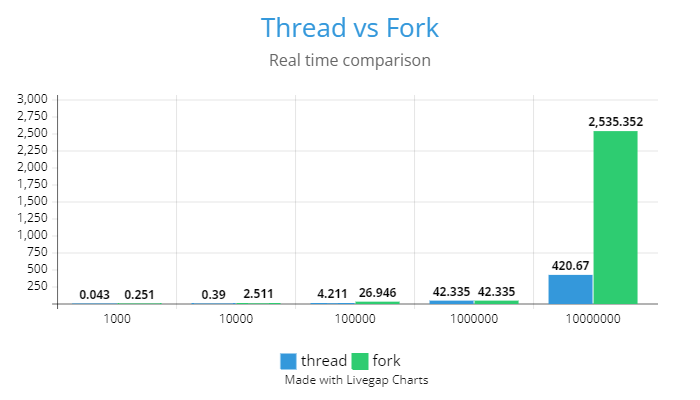 Thread vs Fork
Real time comparison
3,000
2,750
2,500
2,250
2,000
1,750
1,500
1,250
1,000
750
500
250
0.043 0.251 0.39 2.511 4.211 26.946 42.335 42.335 420.67 2,535.352
1000 10000 100000 1000000 10000000
thread fork
Made with Livegap Charts